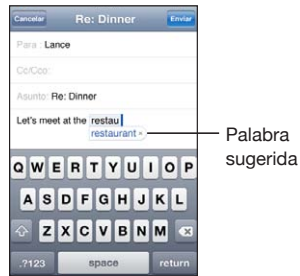 Cancelar Re: Dinner Enviar
Para : Lance
Cc/Cco:
Asunto: Re: Dinner
Let's meet at the restau
restaurant ×
Palabra
sugerida
Q W E R T Y U I O P
A S D F G H J K L
Z X C V B N M
.?123 space return